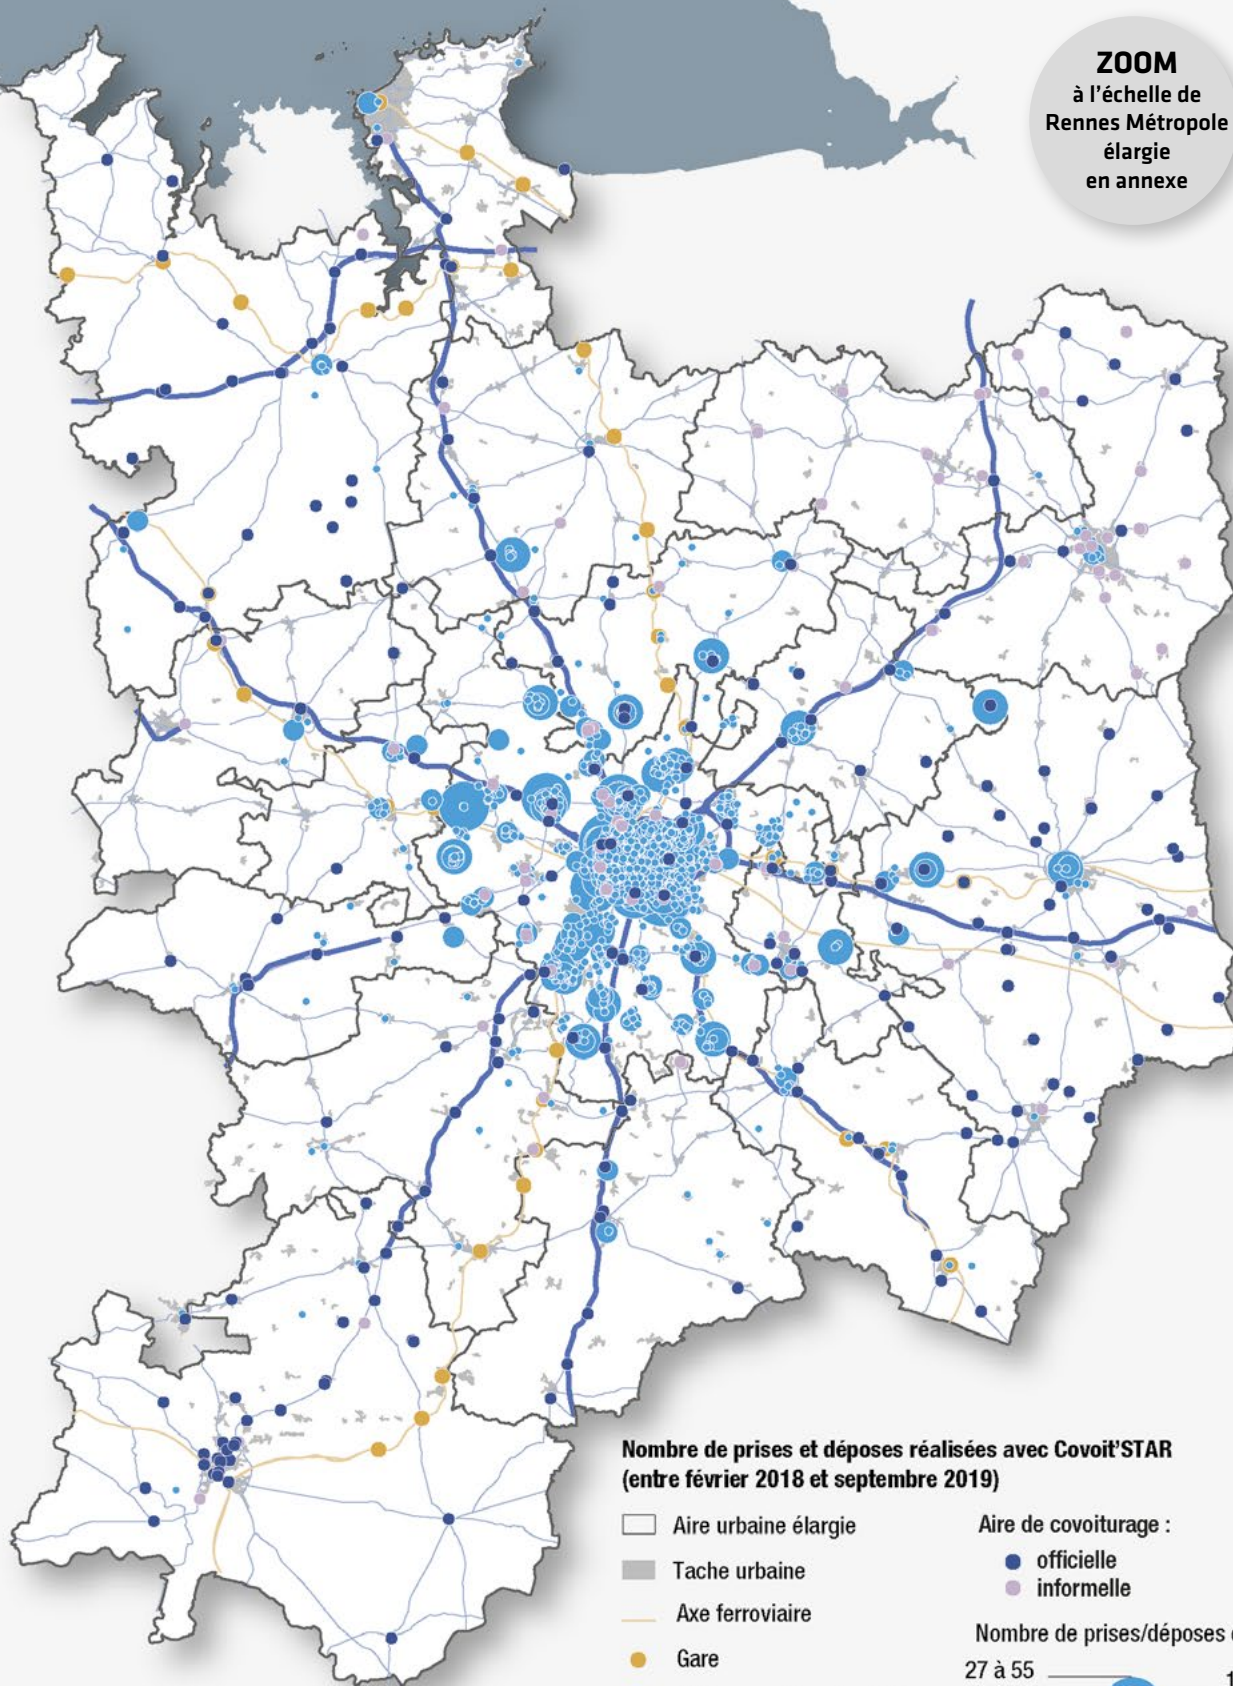 ZOOM
à l'échelle de
Rennes Métropole
élargie
en annexe
Nombre de prises et déposes réalisées avec Covoit'STAR
(entre février 2018 et septembre 2019)
Aire urbaine élargie
Tache urbaine
Axe ferroviaire
Gare
Aire de covoiturage :
officielle
informelle
Nombre de prises/déposes
27 à 55
1